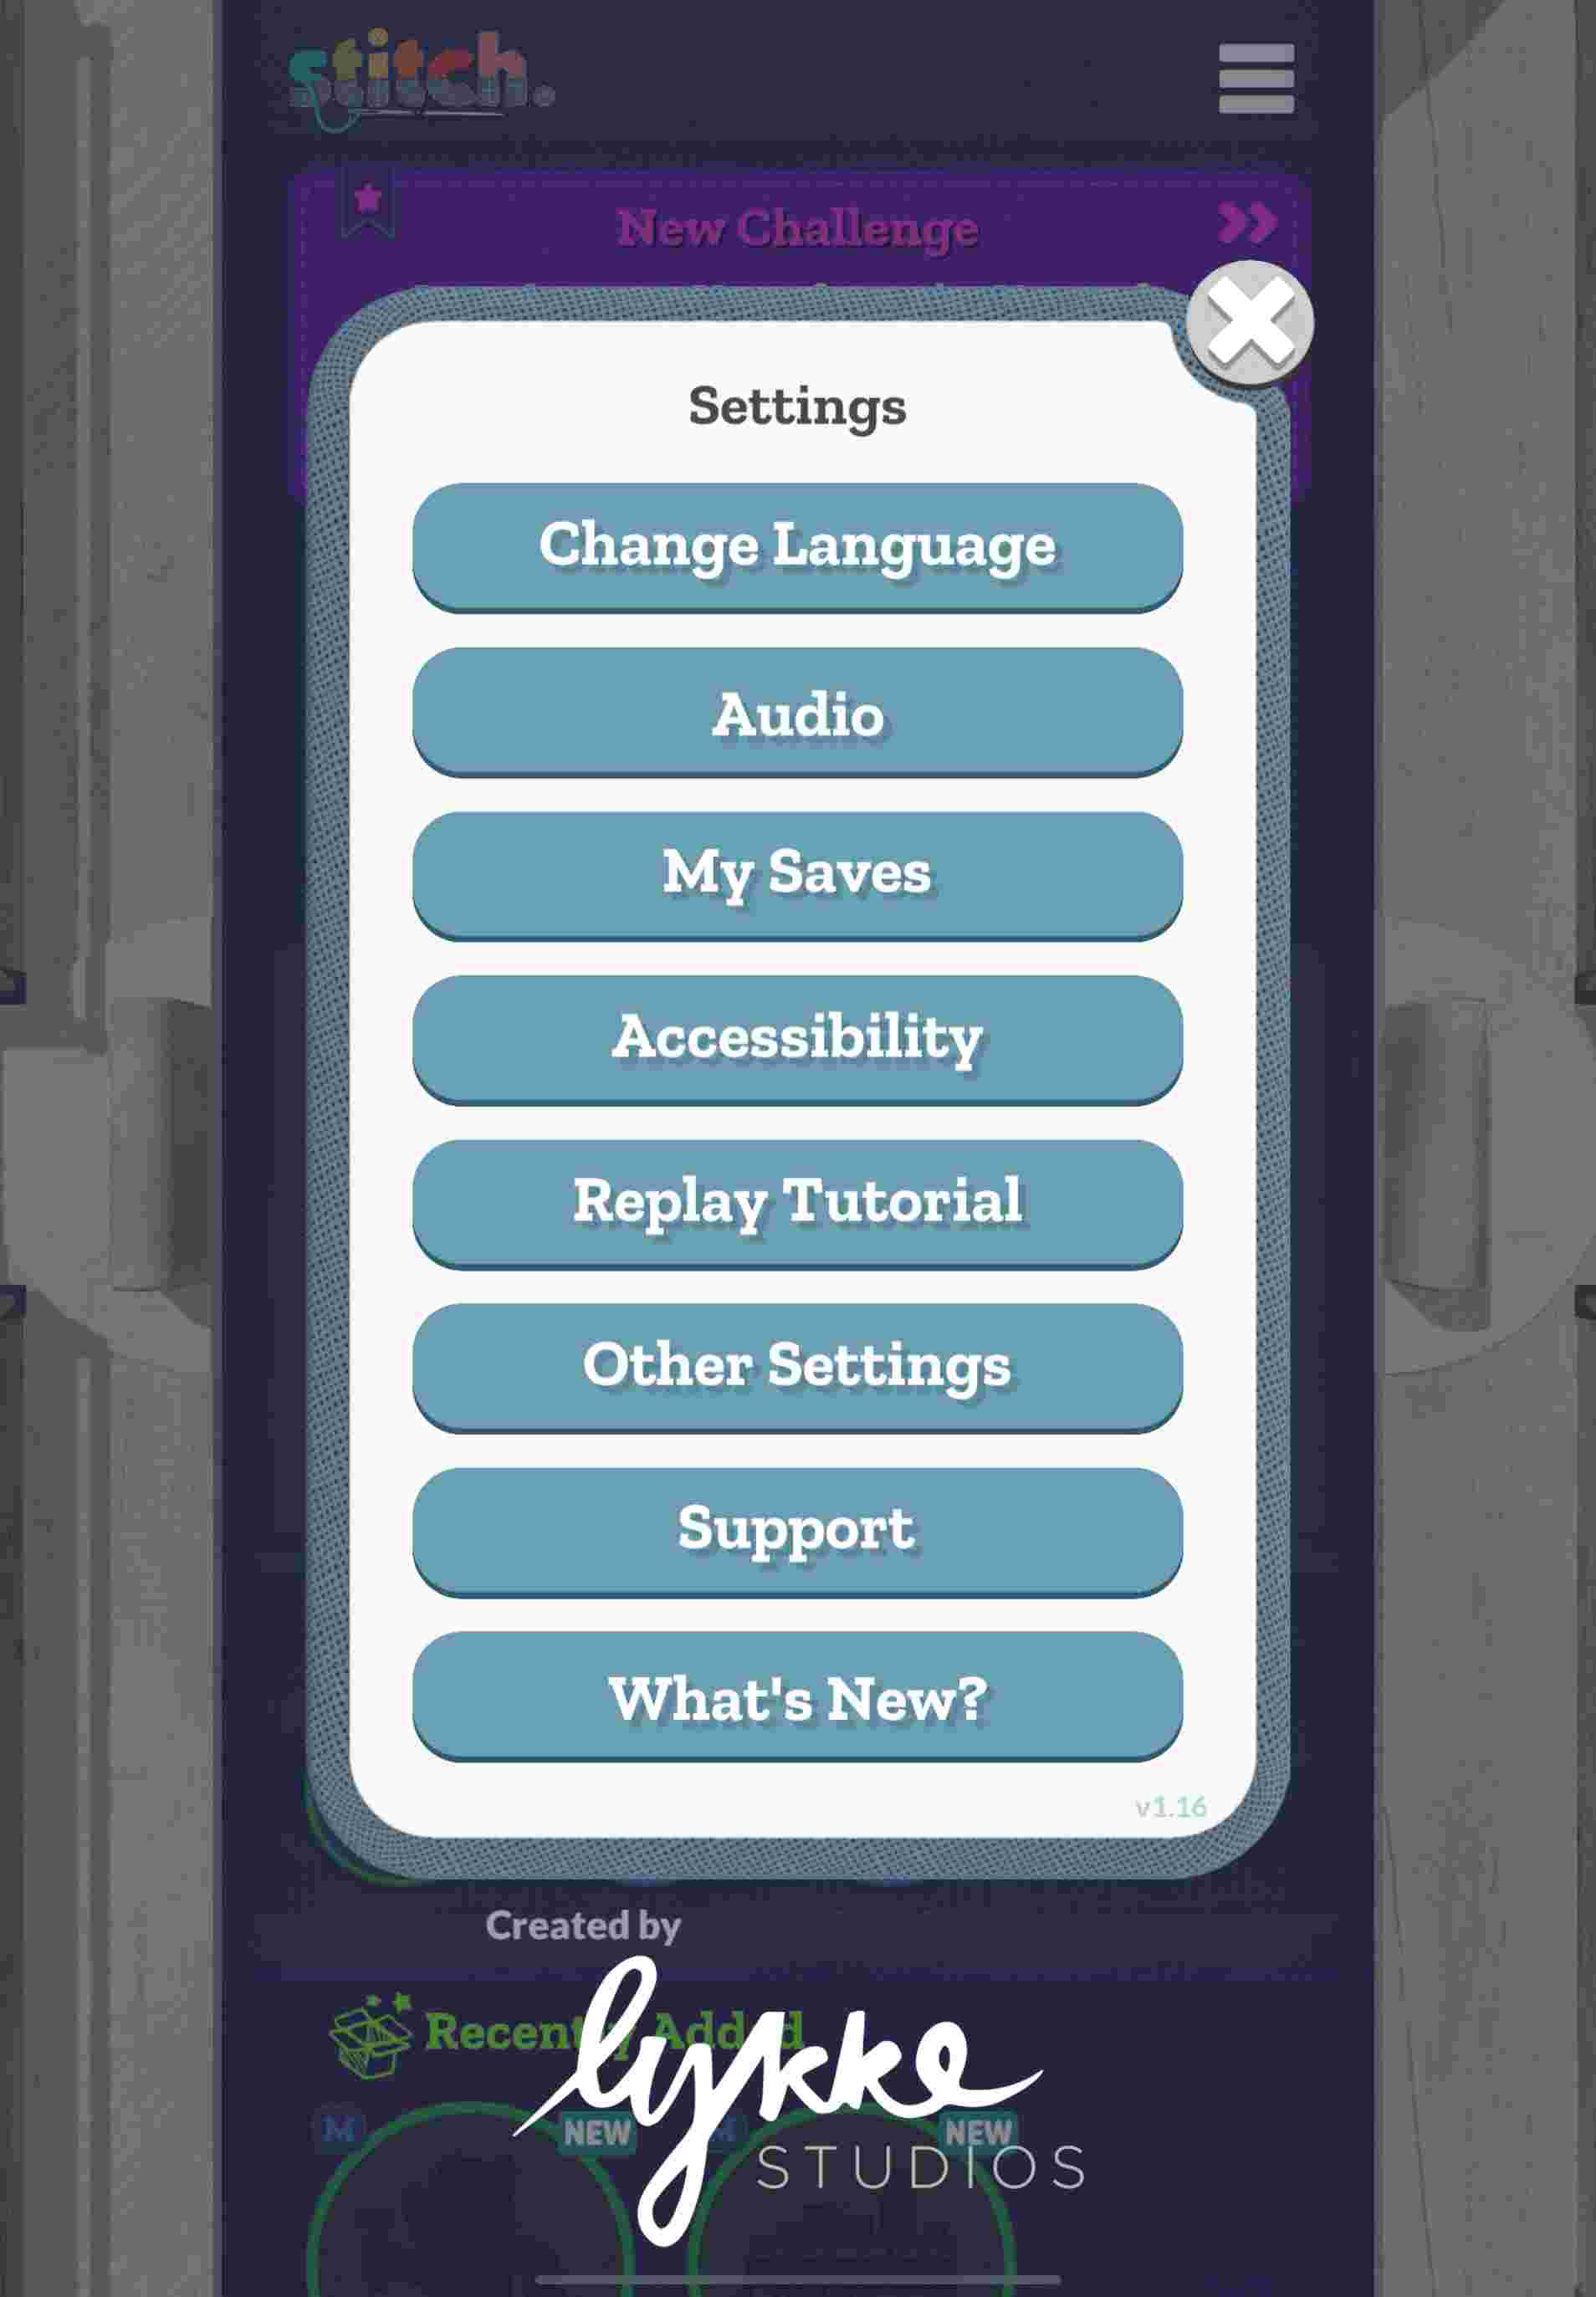 stitch.
New Challenge
Settings
Change Language
Audio
My Saves
Accessibility
Replay Tutorial
Other Settings
Support
What's New?
v1.16
Created by
Recently Added
lykke
M NEW M NEW
STUDIOS